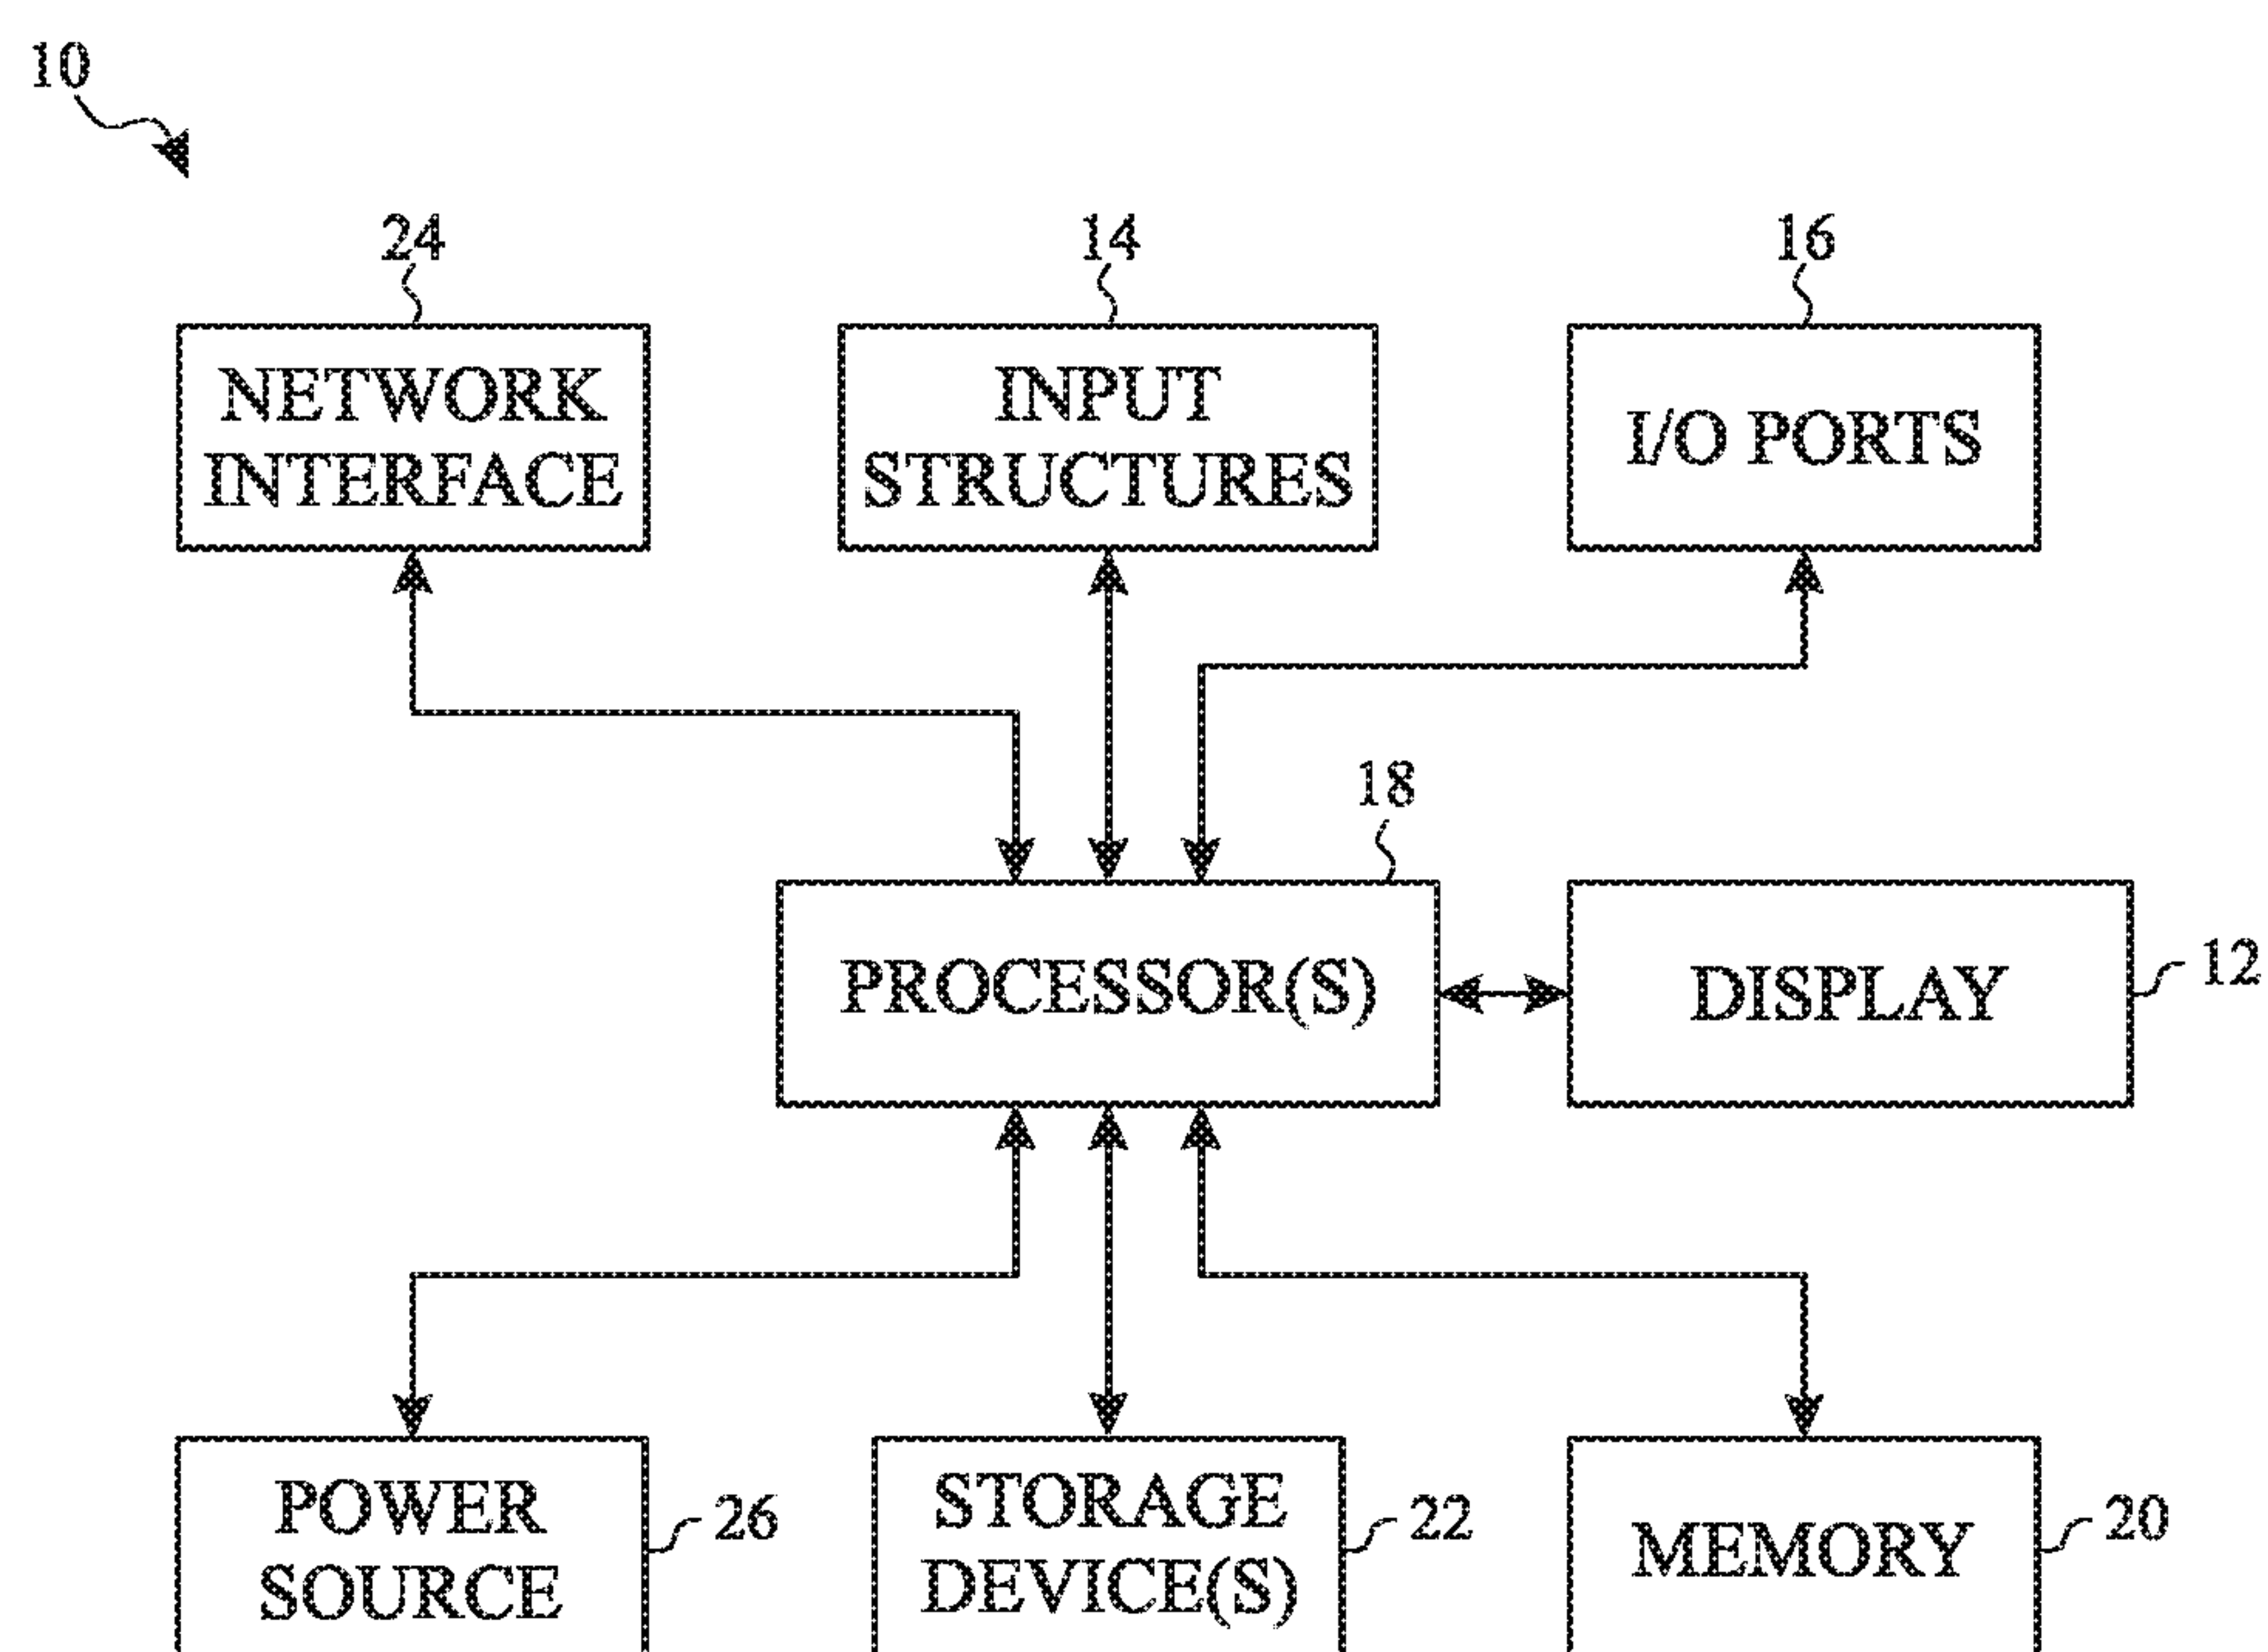 10
24
14
16
NETWORK
INTERFACE
INPUT
STRUCTURES
I/O PORTS
18
PROCESSOR(S)
DISPLAY
12
POWER
SOURCE
26
STORAGE
DEVICE(S)
22
MEMORY
20